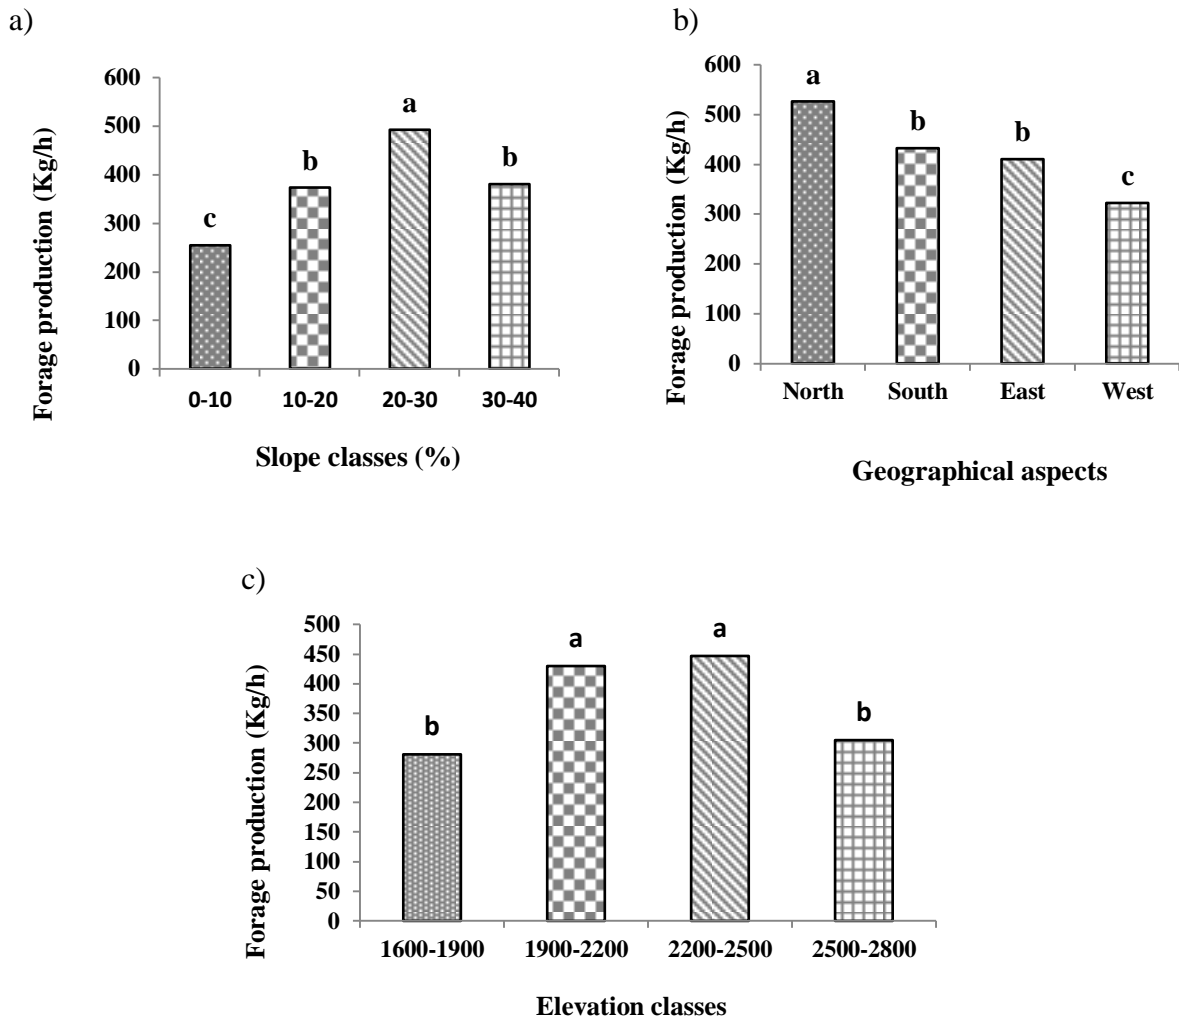 a)
Forage production (Kg/h)
600
500
400
300
200
100
0
c
b
a
b
0-10 10-20 20-30 30-40
Slope classes (%)
b)
Forage production (Kg/h)
600
500
400
300
200
100
0
a
b
b
c
North South East West
Geographical aspects
c)
Forage production (Kg/h)
500
450
400
350
300
250
200
150
100
50
0
b
a
a
b
1600-1900 1900-2200 2200-2500 2500-2800
Elevation classes